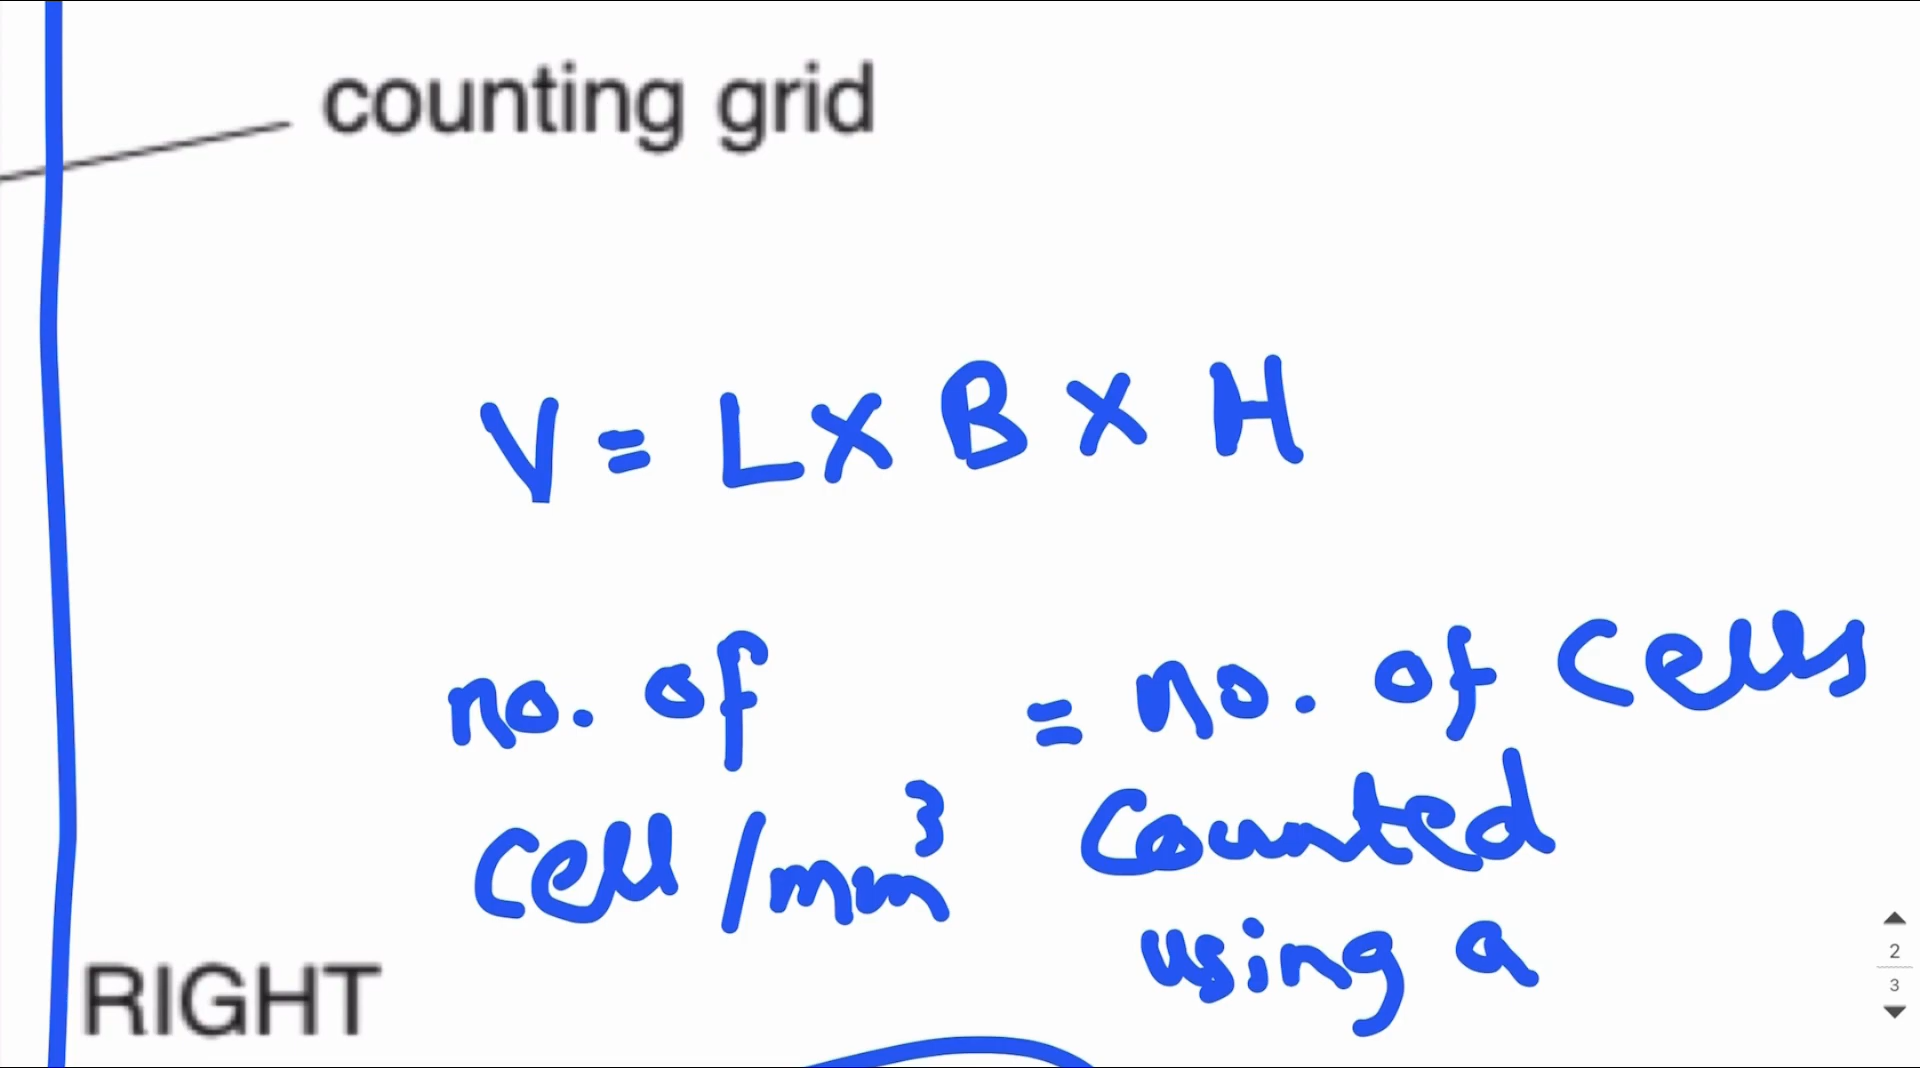 counting grid
V = L X B X H
no. of = no. of cells
cell/mm³ counted
using a
RIGHT
2
3